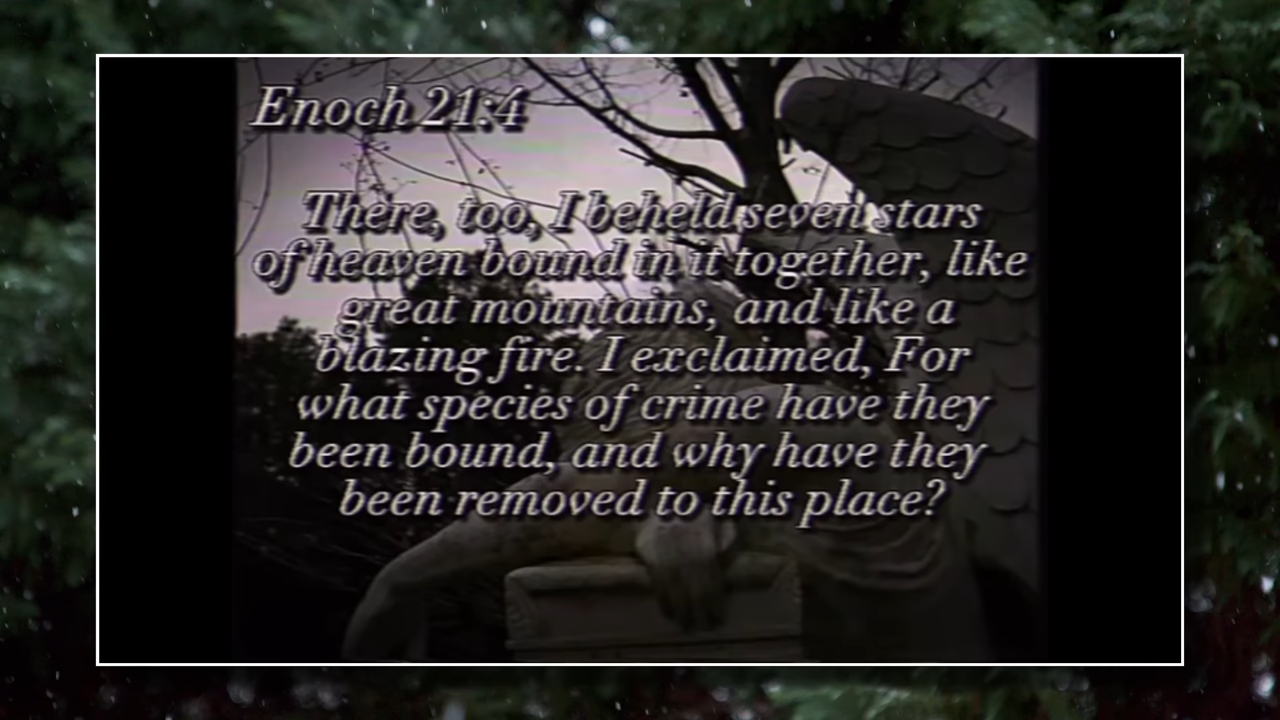 Enoch 21:4
There, too, I beheld seven stars
of heaven bound in it together, like
great mountains, and like a
blazing fire. I exclaimed, For
what species of crime have they
been bound, and why have they
been removed to this place?